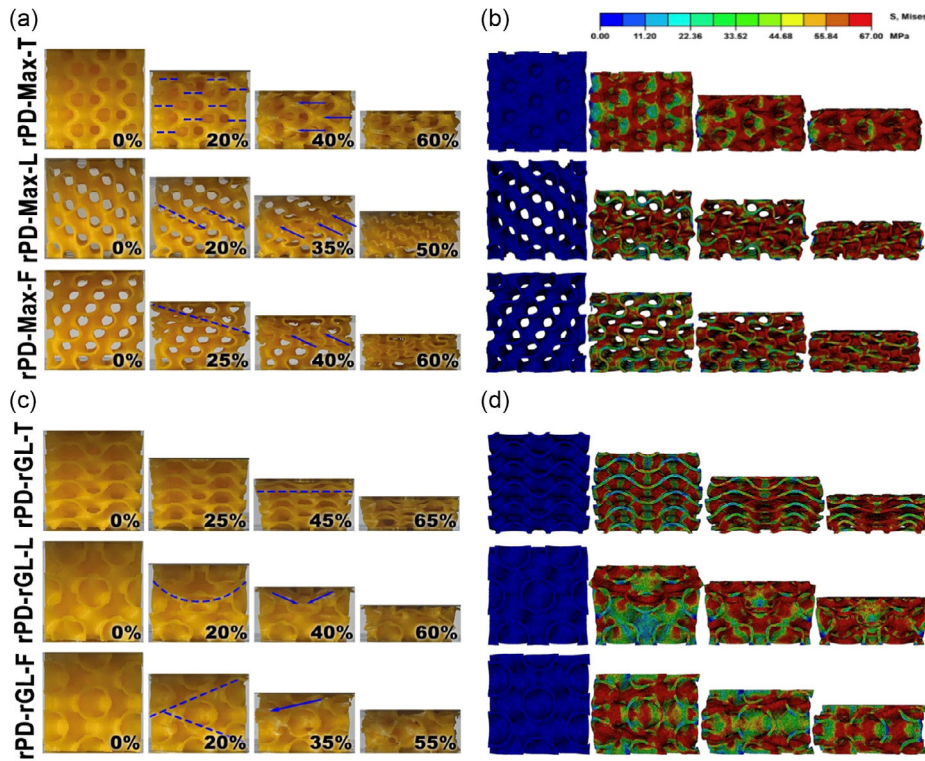 (a)
(b)
S, Mises
0.00 11.20 22.36 33.52 44.68 55.84 67.00
MPa
rPD-Max-T
0% 20% 40% 60%
rPD-Max-L
0% 20% 35% 50%
rPD-Max-F
0% 25% 40% 60%
(c)
(d)
rPD-rGL-T
0% 25% 45% 65%
rPD-rGL-L
0% 20% 40% 60%
rPD-rGL-F
0% 20% 35% 55%